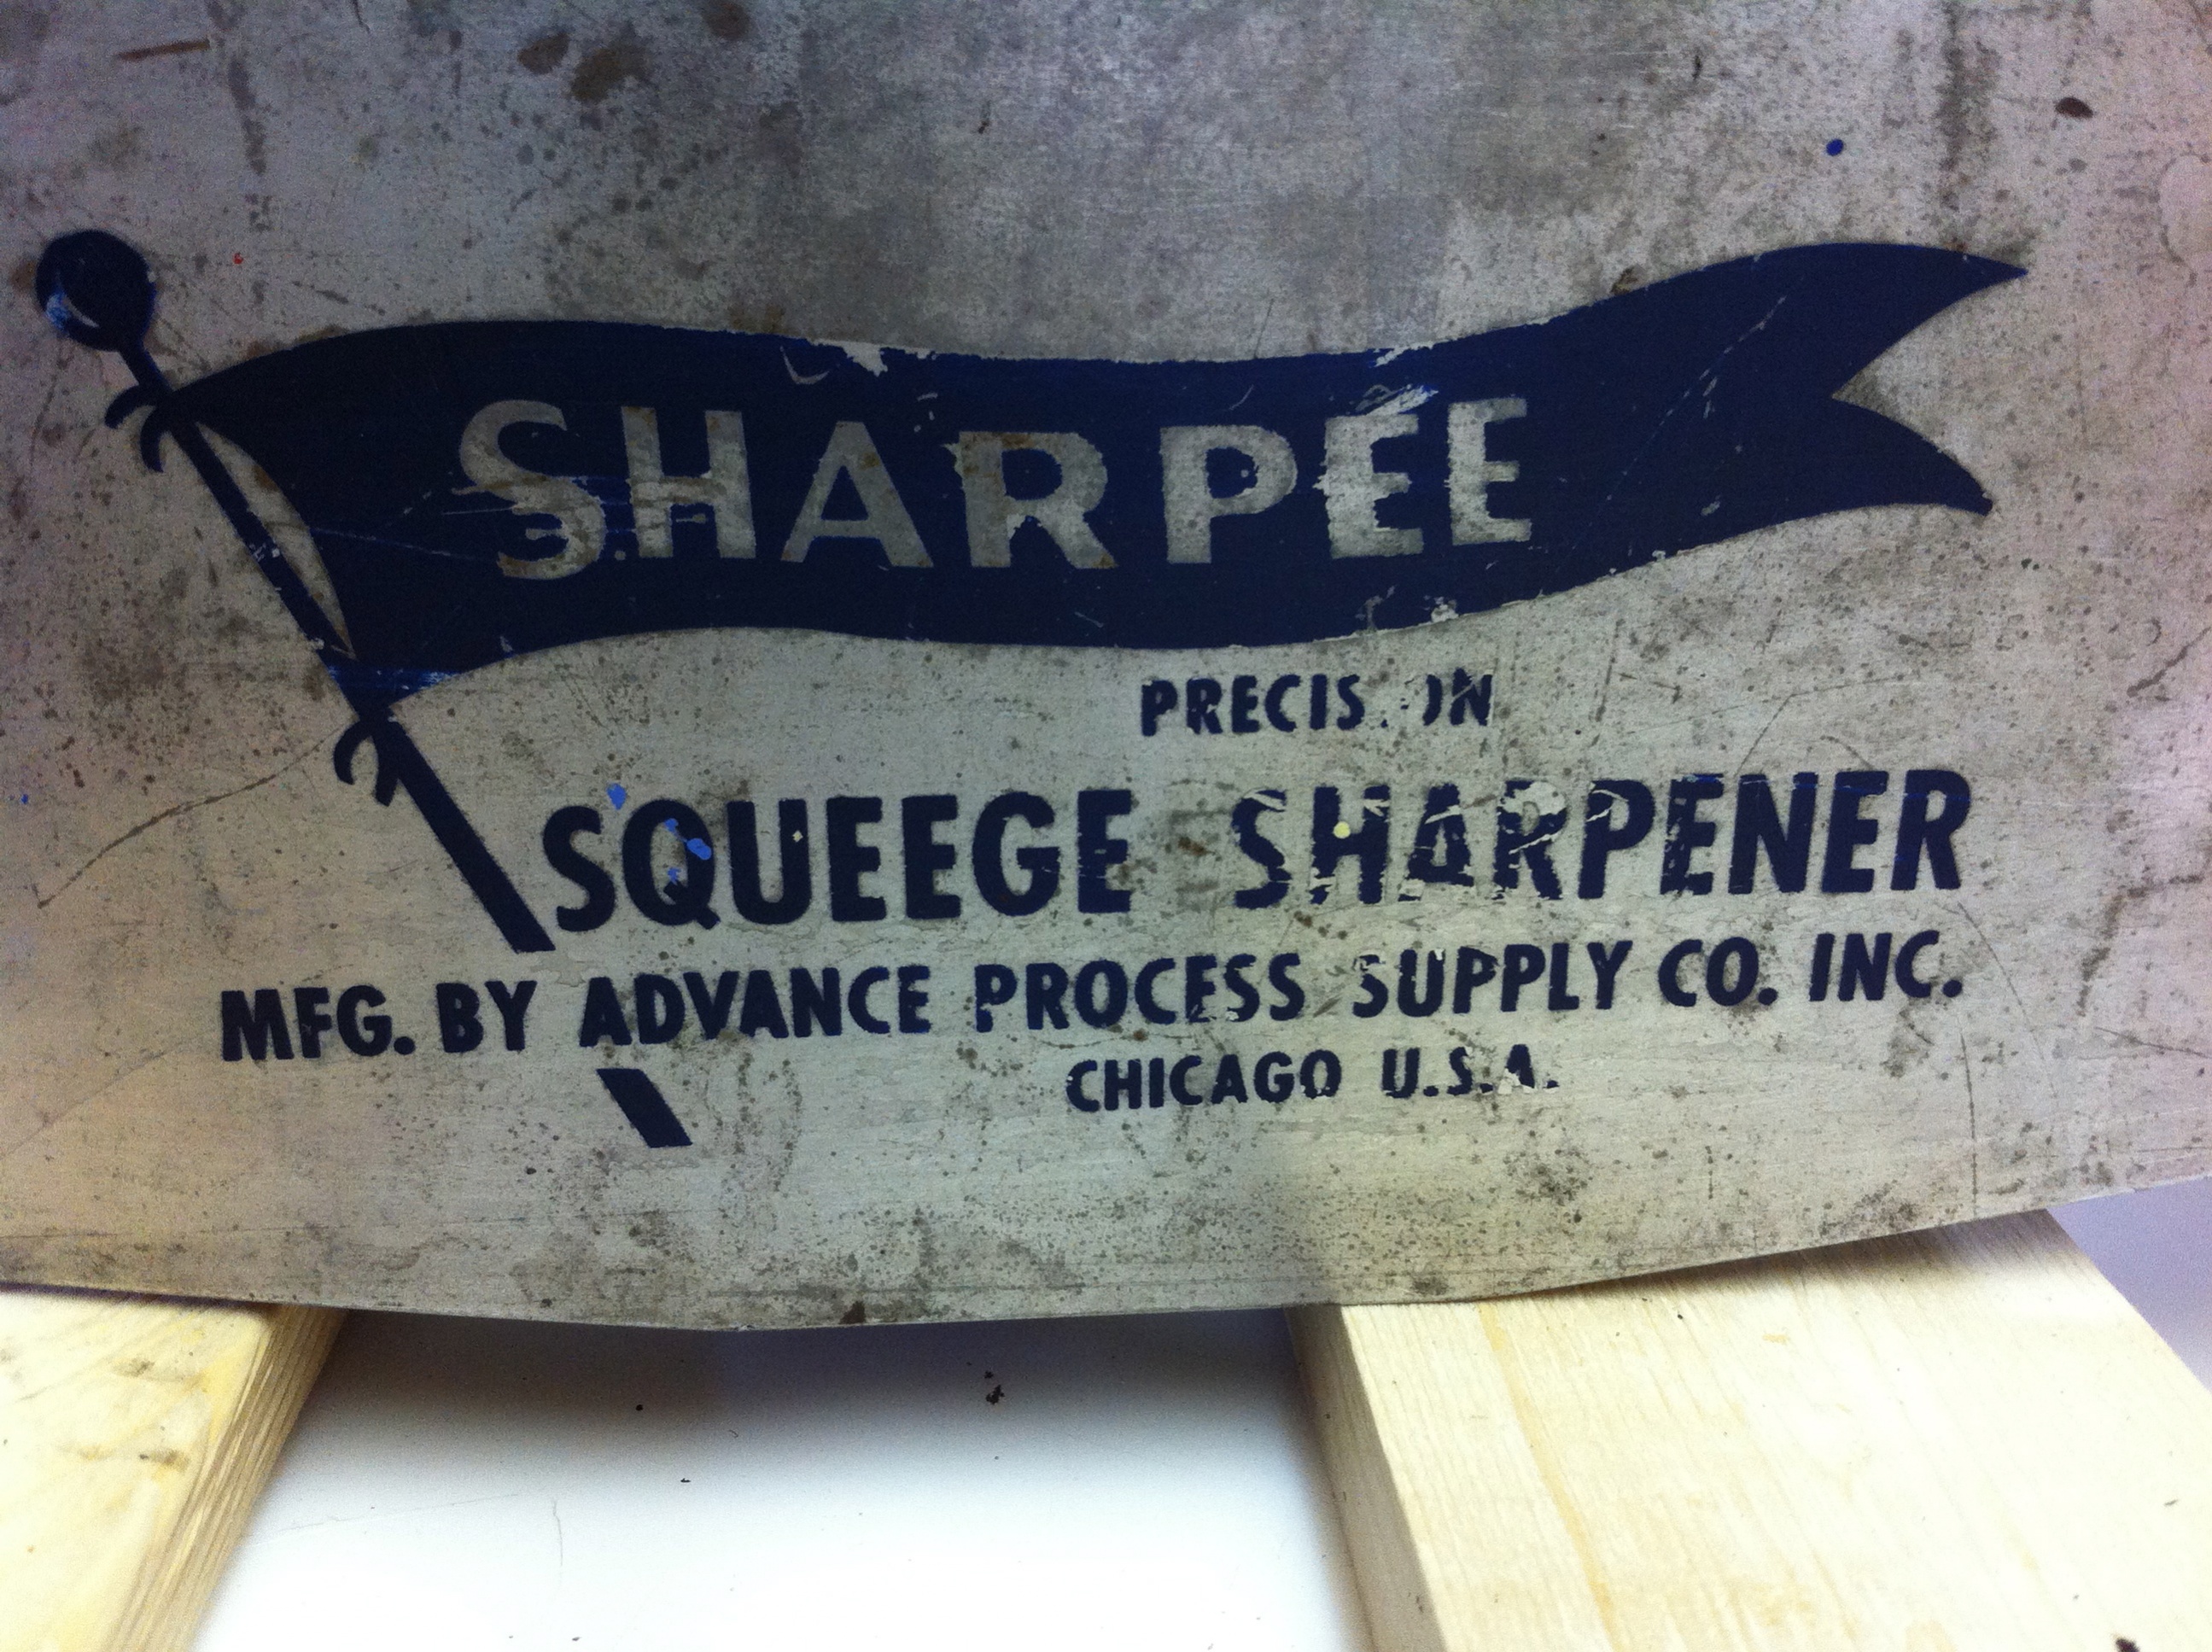 SHARPEE
PRECISION
SQUEEGE SHARPENER
MFG. BY ADVANCE PROCESS SUPPLY CO. INC.
CHICAGO U.S.A.